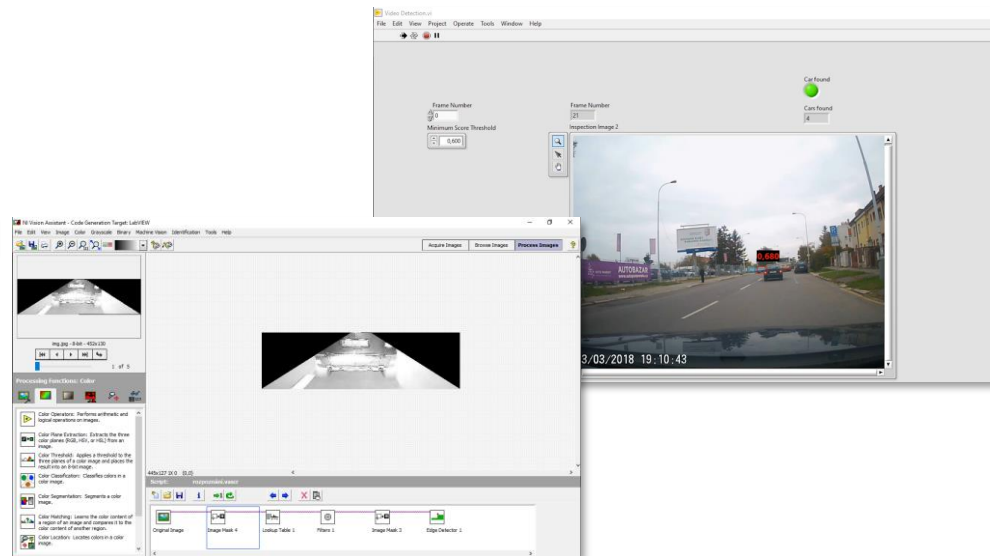 Video Detection.vi
File Edit View Project Operate Tools Window Help
Car found
Frame Number
0
Frame Number
21
Cars found
4
Minimum Score Threshold
0,600
Inspection Image 2
AUTOBAZAR
0,680
3/03/2018 19:10:43
NI Vision Assistant - Code Generation Target: LabVIEW
File Edit View Image Color Grayscale Binary Machine Vision Identification Tools Help
Acquire Images Browse Images Process Images
img.jpg - 8-bit - 452x130
1 of 5
Processing Functions: Color
Color Operators: Performs arithmetic and
logical operations on images.
Color Plane Extraction: Extracts the three
color planes (RGB, HSV, or HSL) from an
image.
Color Threshold: Applies a threshold to the
three planes of a color image and places the
result into an 8-bit image.
Color Classification: Classifies colors in a
color image.
Color Segmentation: Segments a color
image.
Color Matching: Learns the color content of
a region of an image and compares it to the
color content of another region.
Color Location: Locates colors in a color
image.
445x127 1X 0 (0,0)
Script:
Original Image Image Mask 4 Lookup Table 1 Filters 1 Image Mask 3 Edge Detector 1